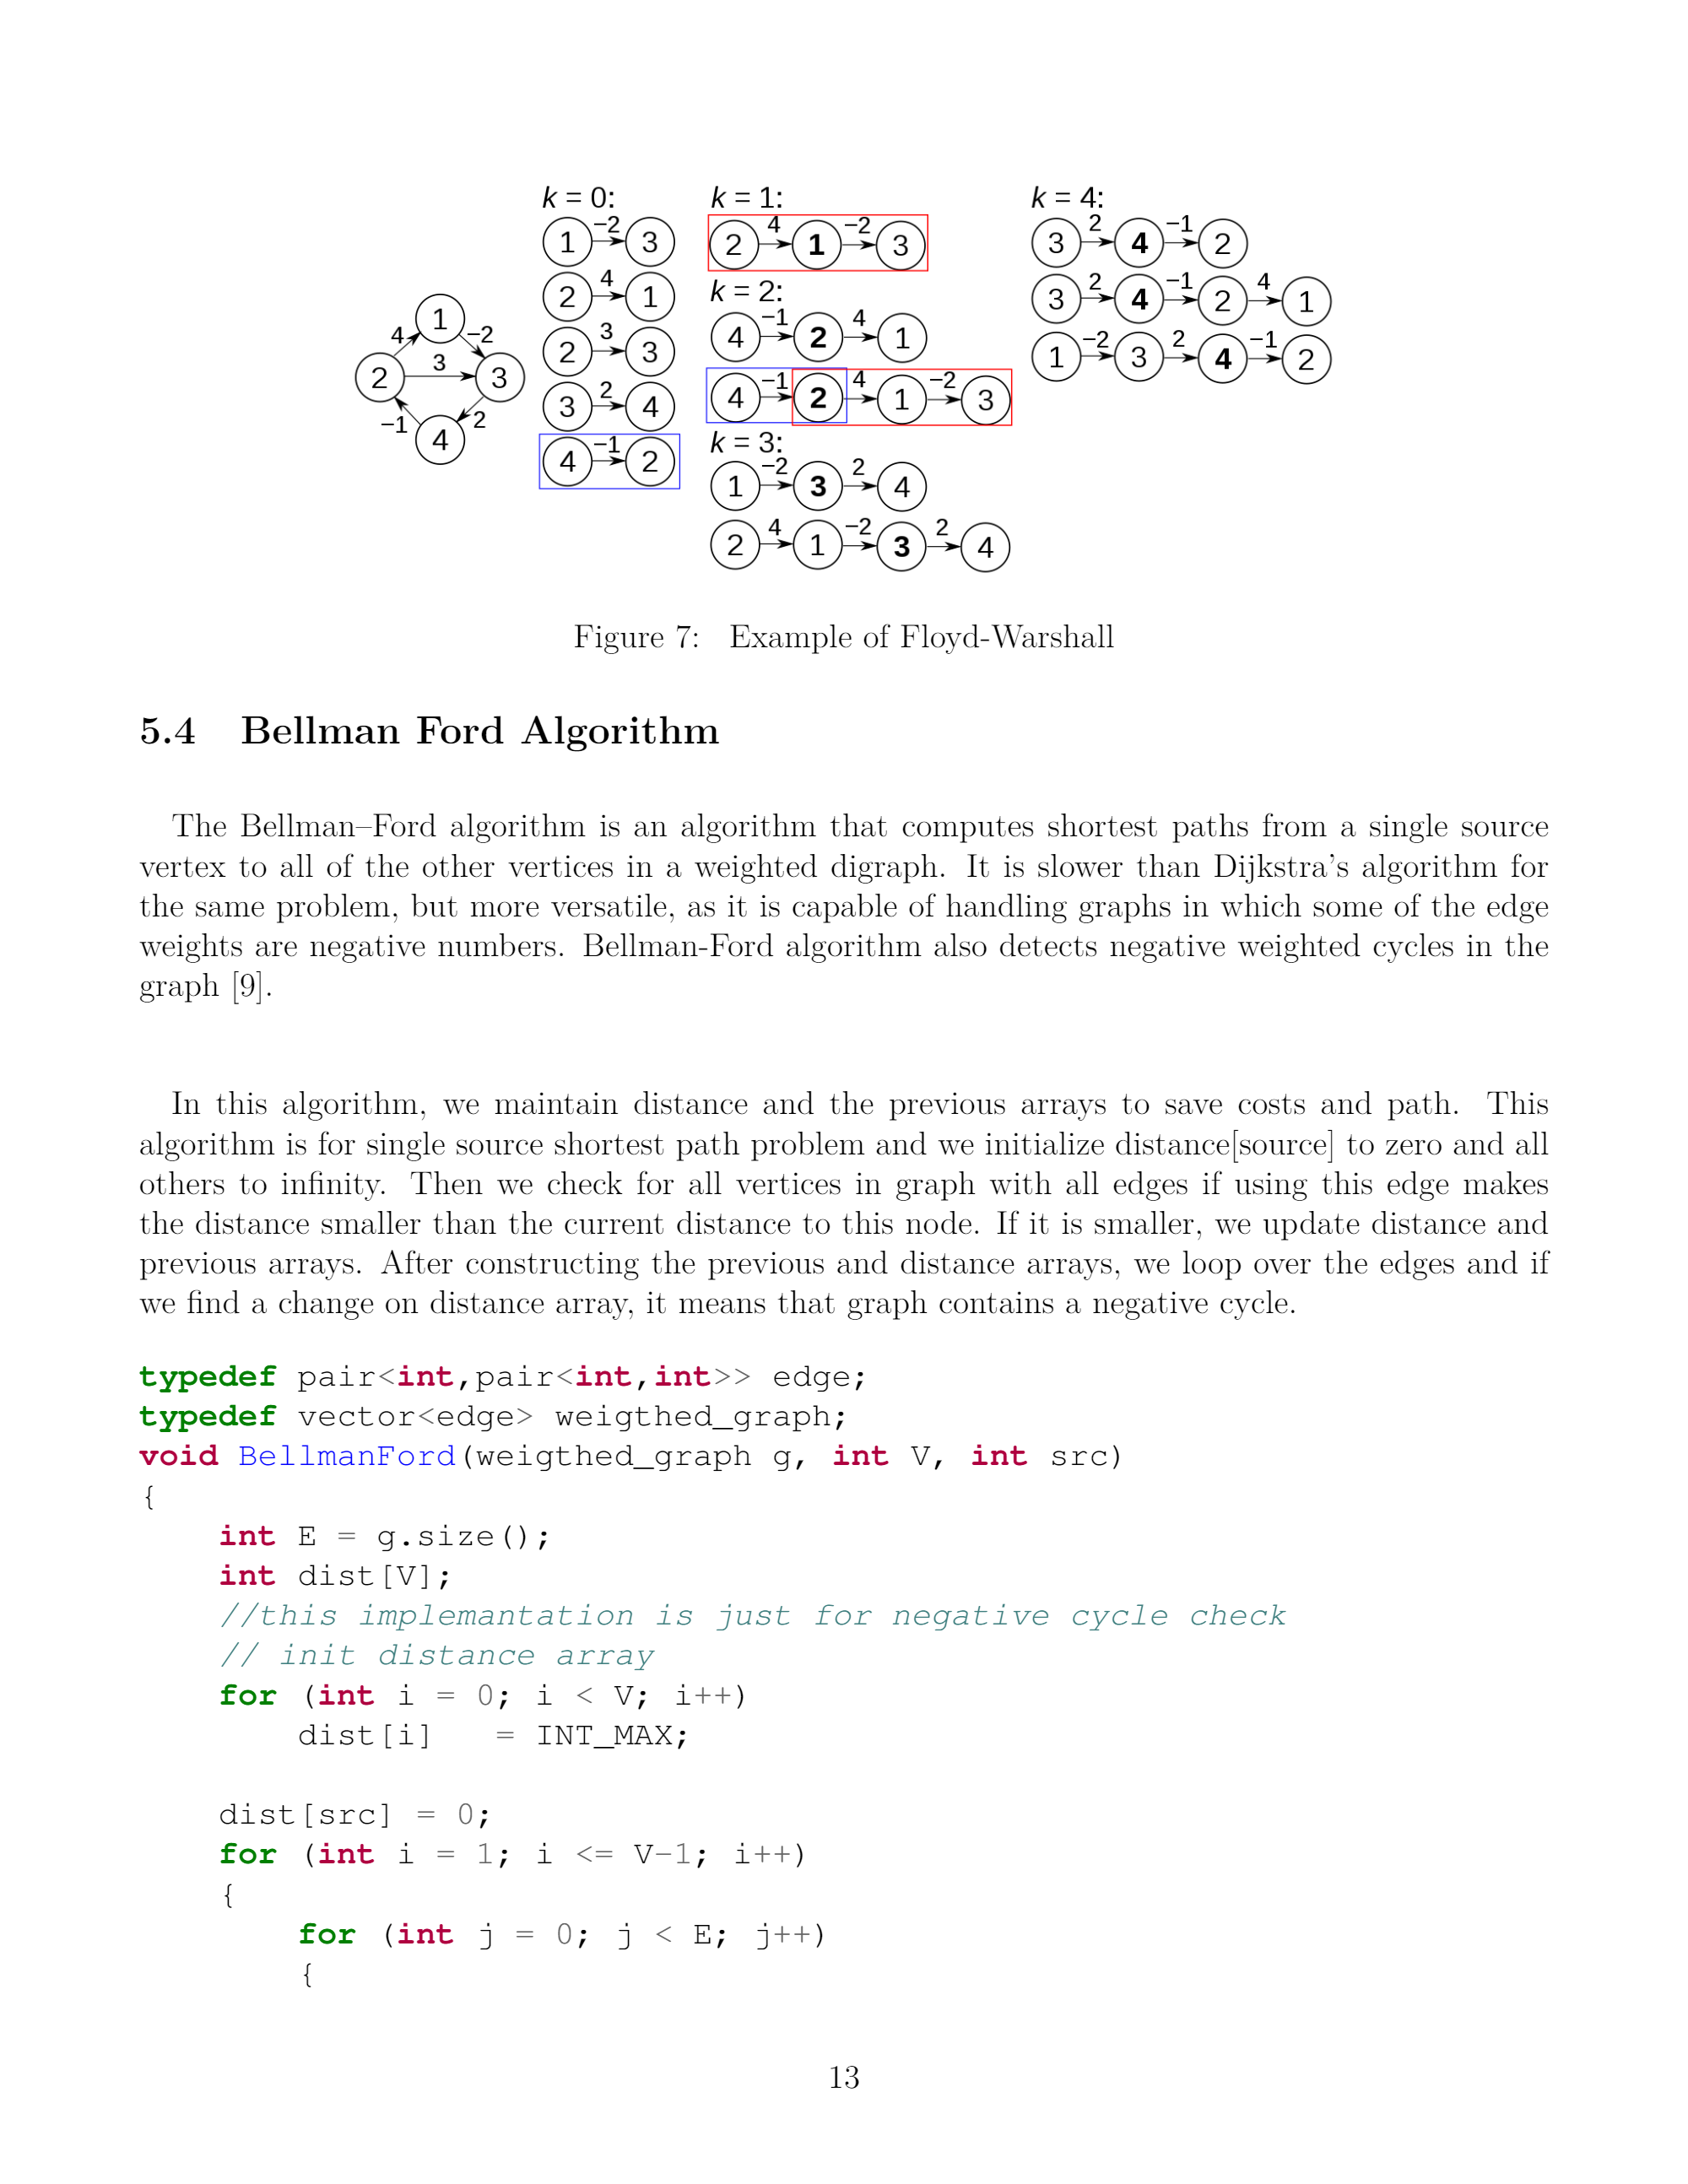 k = 0:
1 −2 3
2 4 1
2 3 3
3 2 4
4 −1 2
1
4 −2
2 3 3
−1 4 2
k = 1:
2 4 1 −2 3
k = 2:
4 −1 2 4 1
4 −1 2 4 1 −2 3
k = 3:
1 −2 3 2 4
2 4 1 −2 3 2 4
k = 4:
3 2 4 −1 2
3 2 4 −1 2 4 1
1 −2 3 2 4 −1 2
Figure 7: Example of Floyd-Warshall
5.4 Bellman Ford Algorithm
The Bellman–Ford algorithm is an algorithm that computes shortest paths from a single source
vertex to all of the other vertices in a weighted digraph. It is slower than Dijkstra's algorithm for
the same problem, but more versatile, as it is capable of handling graphs in which some of the edge
weights are negative numbers. Bellman-Ford algorithm also detects negative weighted cycles in the
graph [9].
In this algorithm, we maintain distance and the previous arrays to save costs and path. This
algorithm is for single source shortest path problem and we initialize distance[source] to zero and all
others to infinity. Then we check for all vertices in graph with all edges if using this edge makes
the distance smaller than the current distance to this node. If it is smaller, we update distance and
previous arrays. After constructing the previous and distance arrays, we loop over the edges and if
we find a change on distance array, it means that graph contains a negative cycle.
typedef pair<int,pair<int,int>> edge;
typedef vector<edge> weigthed_graph;
void BellmanFord(weigthed_graph g, int V, int src)
{
    int E = g.size();
    int dist[V];
    //this implemantation is just for negative cycle check
    // init distance array
    for (int i = 0; i < V; i++)
        dist[i]   = INT_MAX;
    dist[src] = 0;
    for (int i = 1; i <= V-1; i++)
    {
        for (int j = 0; j < E; j++)
        {
13